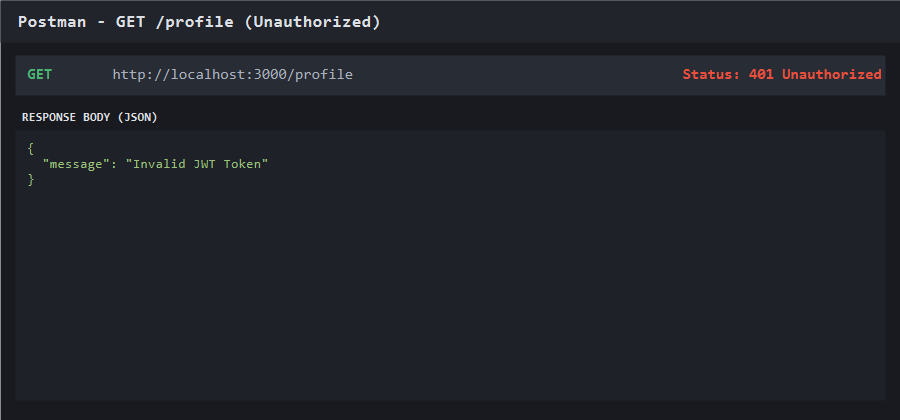 Postman - GET /profile (Unauthorized)
GET http://localhost:3000/profile Status: 401 Unauthorized
RESPONSE BODY (JSON)
{
  "message": "Invalid JWT Token"
}